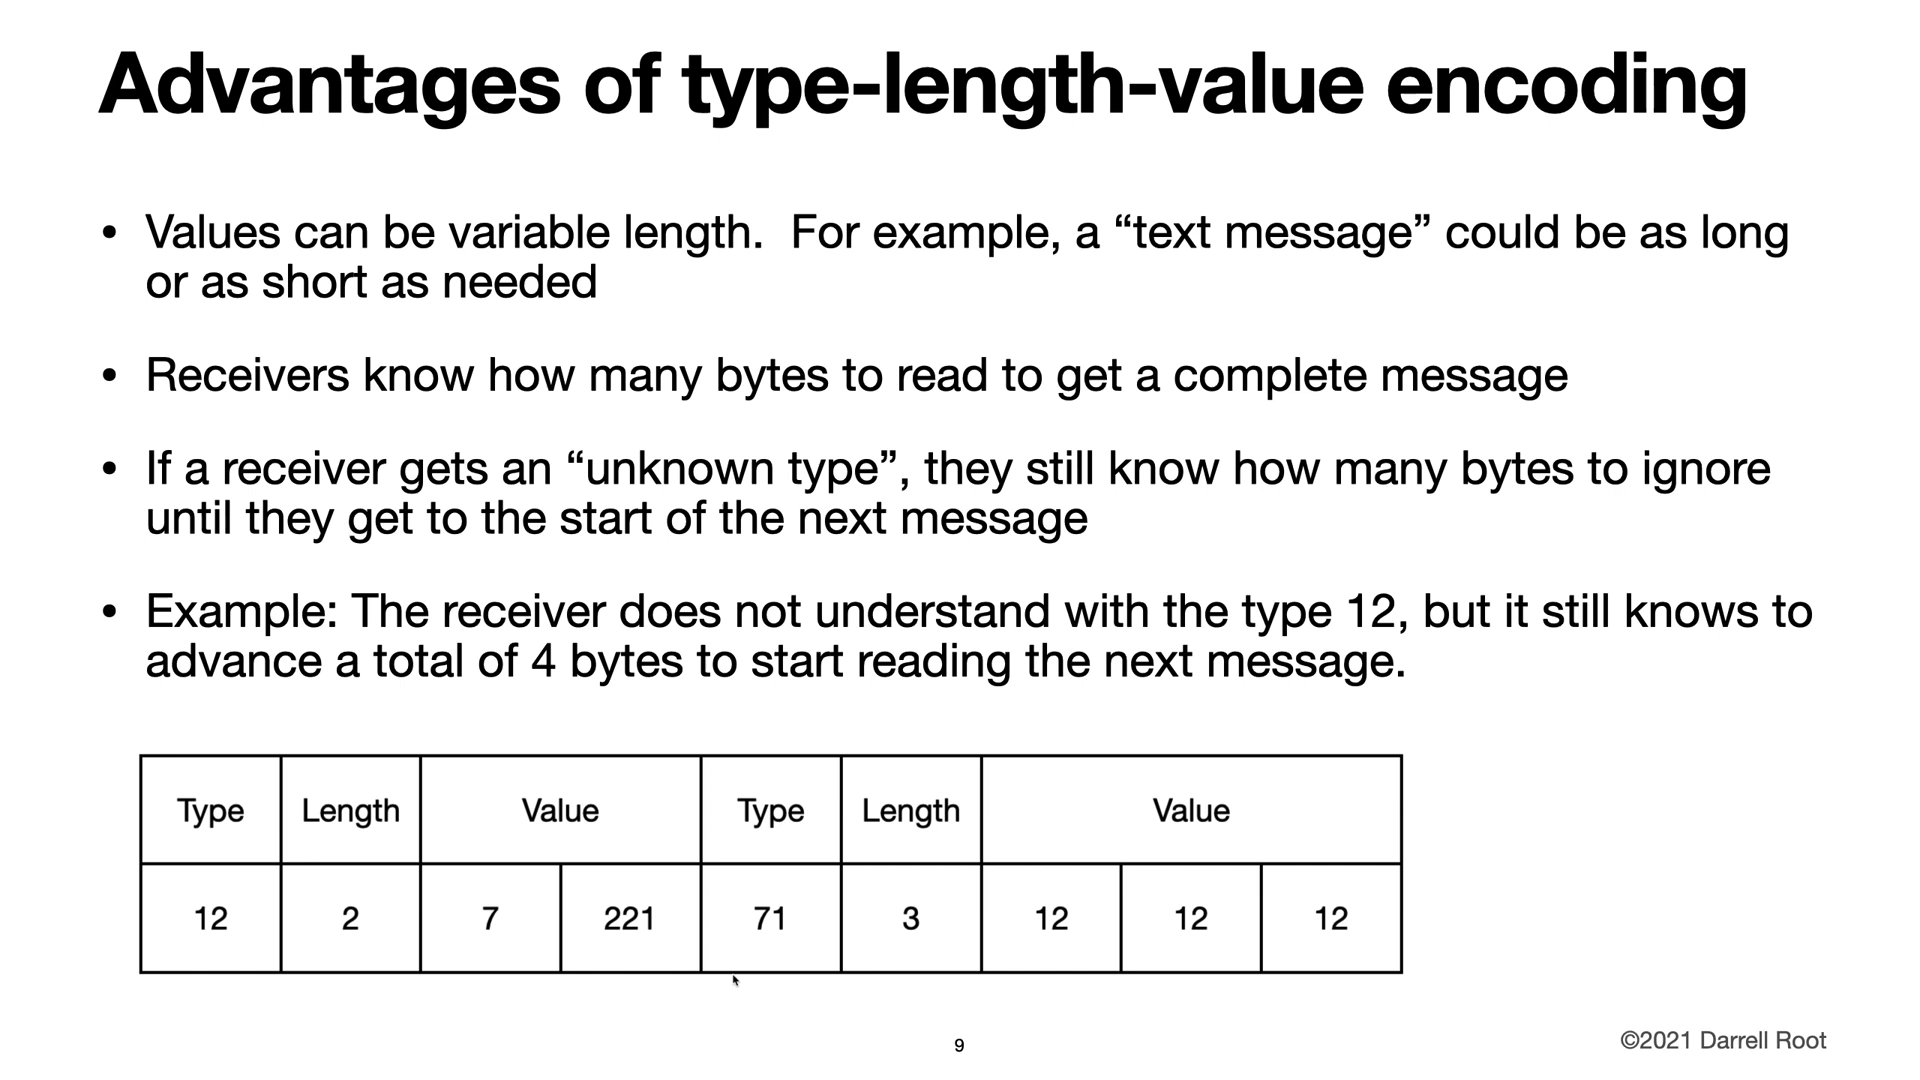 Advantages of type-length-value encoding
• Values can be variable length.  For example, a “text message” could be as long
or as short as needed
• Receivers know how many bytes to read to get a complete message
• If a receiver gets an “unknown type”, they still know how many bytes to ignore
until they get to the start of the next message
• Example: The receiver does not understand with the type 12, but it still knows to
advance a total of 4 bytes to start reading the next message.
Type Length Value Type Length Value
12 2 7 221 71 3 12 12 12
9
©2021 Darrell Root